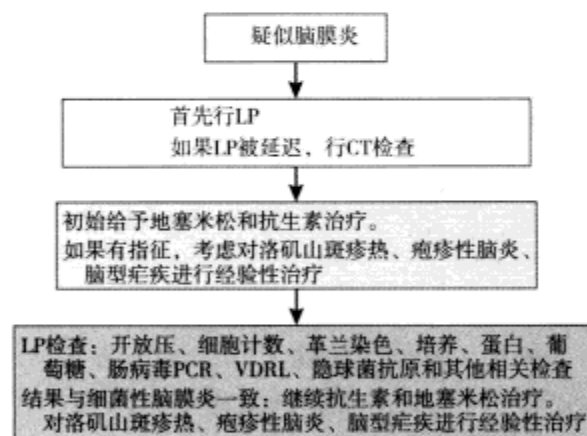 疑似脑膜炎
首先行LP
如果LP被延迟，行CT检查
初始给予地塞米松和抗生素治疗。
如果有指征，考虑对洛矶山斑疹热、疱疹性脑炎、
脑型疟疾进行经验性治疗
LP检查：开放压、细胞计数、革兰染色、培养、蛋白、葡
萄糖、肠病毒PCR、VDRL、隐球菌抗原和其他相关检查
结果与细菌性脑膜炎一致：继续抗生素和地塞米松治疗。
对洛矶山斑疹热、疱疹性脑炎、脑型疟疾进行经验性治疗